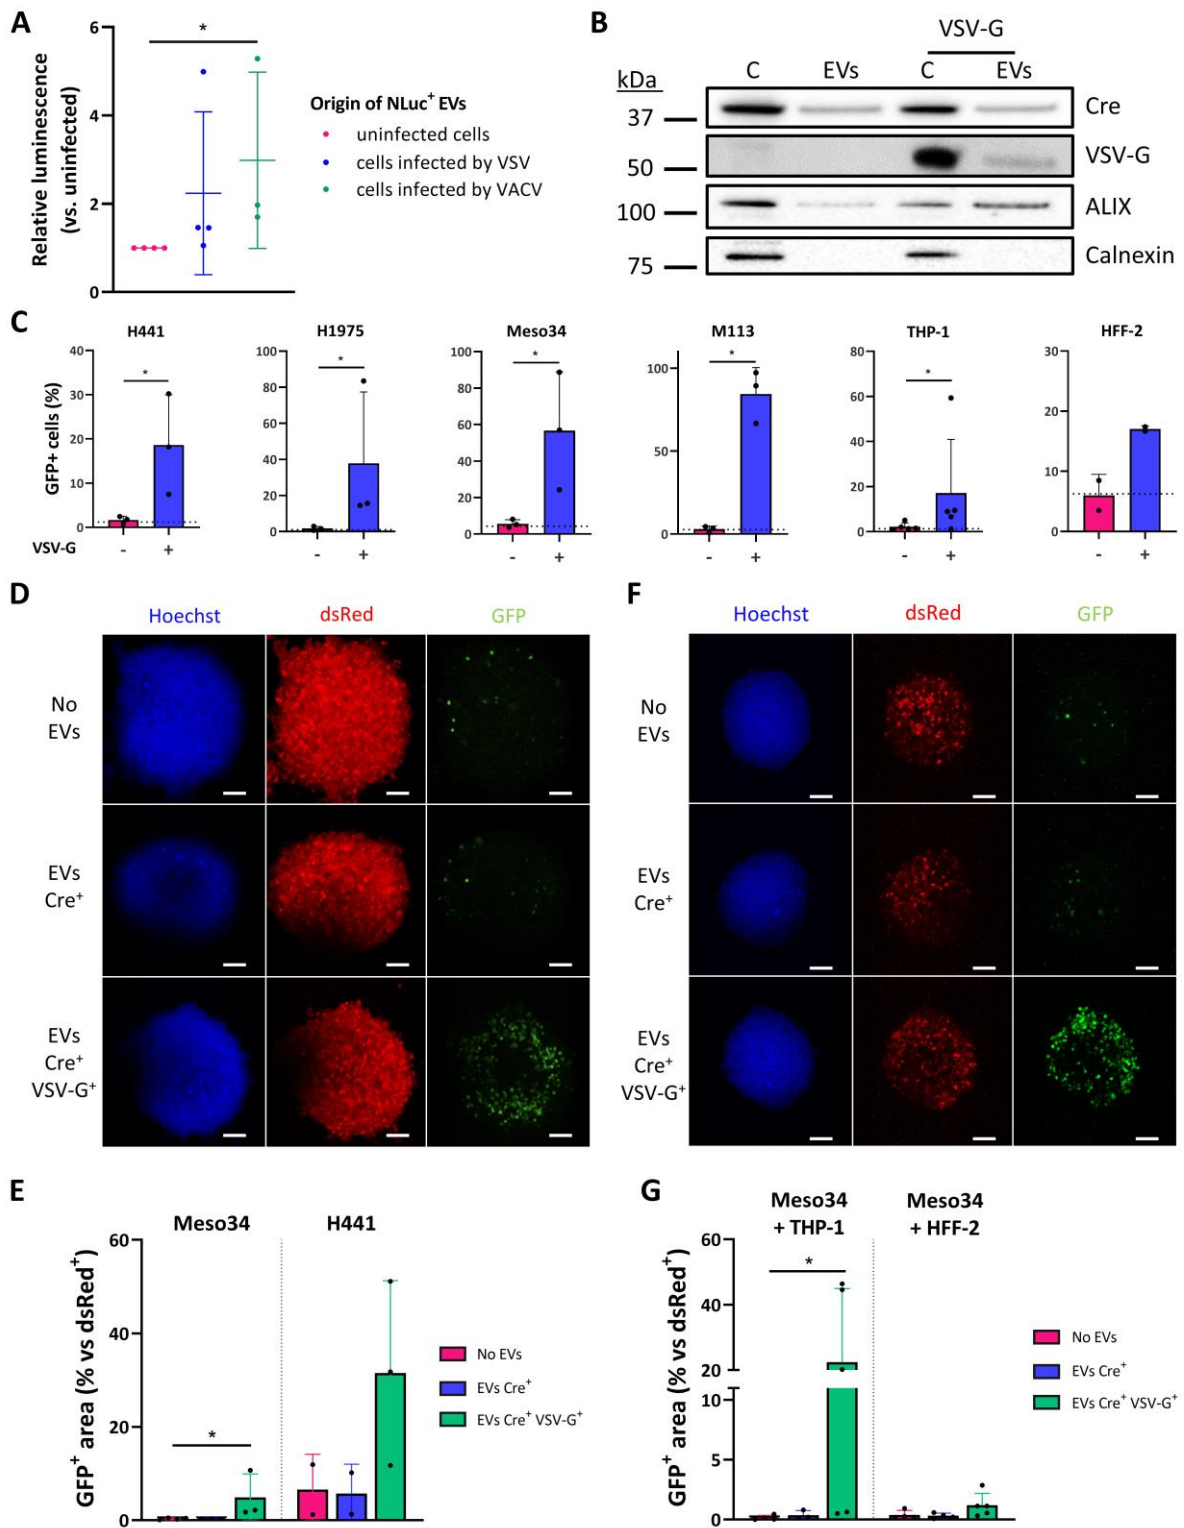 A
Relative luminescence
(vs. uninfected)
6
4
2
0
*
Origin of NLuc+ EVs
uninfected cells
cells infected by VSV
cells infected by VACV
B
VSV-G
kDa
C
EVs
C
EVs
37
Cre
50
VSV-G
100
ALIX
75
Calnexin
C
GFP+ cells (%)
H441
40
30
20
10
0
*
VSV-G
-
+
H1975
100
80
60
40
20
0
*
-
+
Meso34
100
80
60
40
20
0
*
-
+
M113
100
50
0
*
-
+
THP-1
80
60
40
20
0
*
-
+
HFF-2
30
20
10
0
-
+
D
Hoechst
dsRed
GFP
No
EVs
EVs
Cre+
EVs
Cre+
VSV-G+
F
Hoechst
dsRed
GFP
No
EVs
EVs
Cre+
EVs
Cre+
VSV-G+
E
GFP+ area (% vs dsRed+)
Meso34
H441
60
40
20
0
*
No EVs
EVs Cre+
EVs Cre+ VSV-G+
G
GFP+ area (% vs dsRed+)
Meso34
+ THP-1
Meso34
+ HFF-2
60
40
20
10
5
0
*
No EVs
EVs Cre+
EVs Cre+ VSV-G+